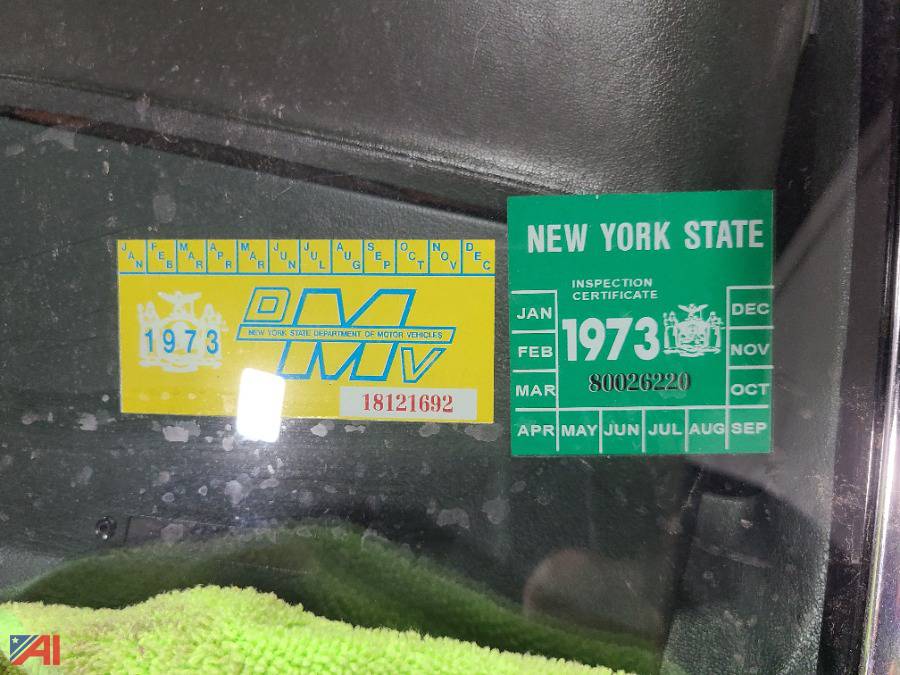 JAN FEB MAR APR MAR JUN JUL AUG SEP OCT NOV DEC
1973
DMV
NEW YORK STATE DEPARTMENT OF MOTOR VEHICLES
18121692
NEW YORK STATE
INSPECTION
CERTIFICATE
JAN 1973 DEC
FEB NOV
MAR 80026220 OCT
APR MAY JUN JUL AUG SEP
AI